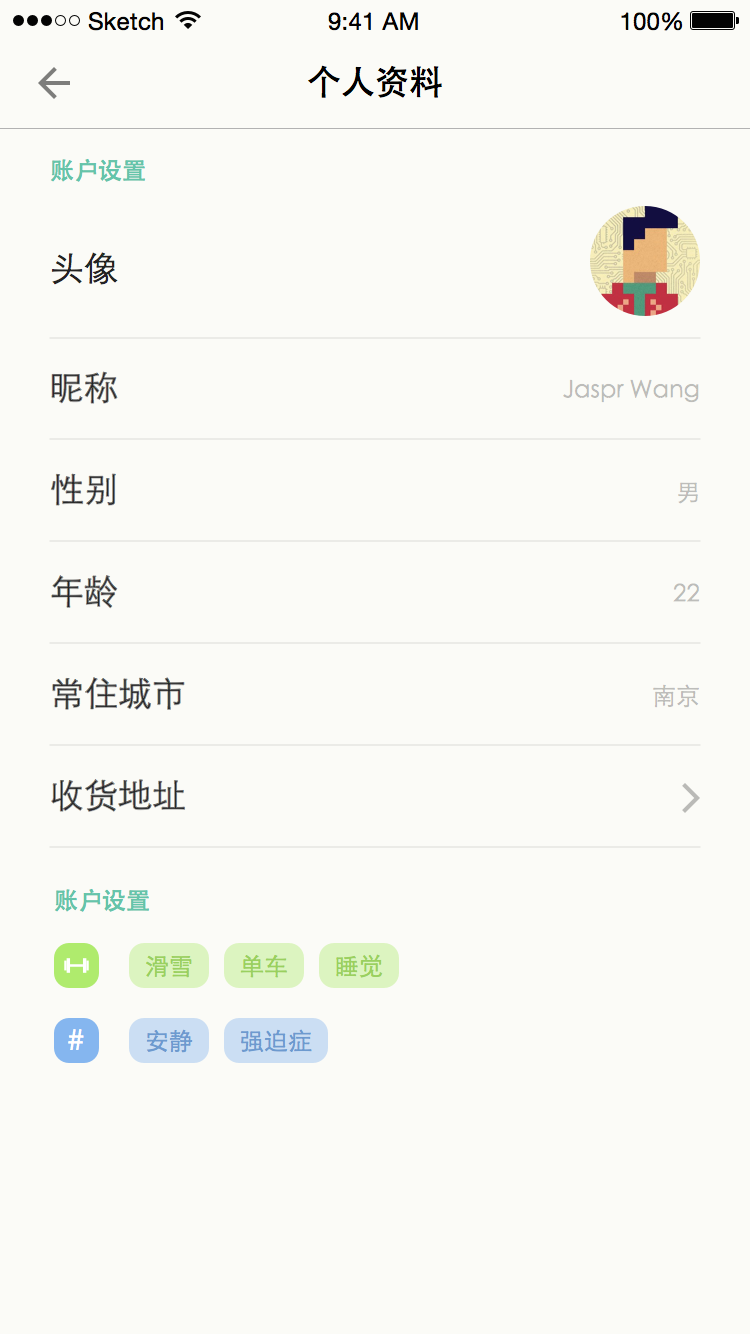 Sketch 9:41 AM 100%
个人资料
账户设置
头像
昵称 Jaspr Wang
性别 男
年龄 22
常住城市 南京
收货地址
账户设置
滑雪 单车 睡觉
# 安静 强迫症